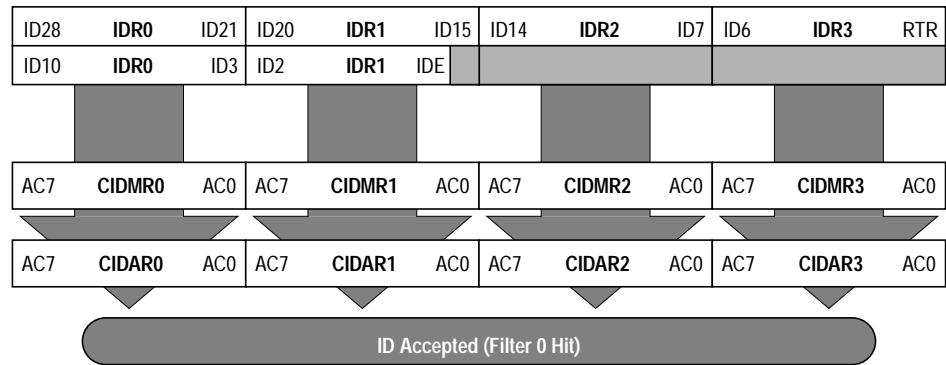 ID28 IDR0 ID21 ID20 IDR1 ID15 ID14 IDR2 ID7 ID6 IDR3 RTR
ID10 IDR0 ID3 ID2 IDR1 IDE
AC7 CIDMR0 AC0 AC7 CIDMR1 AC0 AC7 CIDMR2 AC0 AC7 CIDMR3 AC0
AC7 CIDAR0 AC0 AC7 CIDAR1 AC0 AC7 CIDAR2 AC0 AC7 CIDAR3 AC0
ID Accepted (Filter 0 Hit)